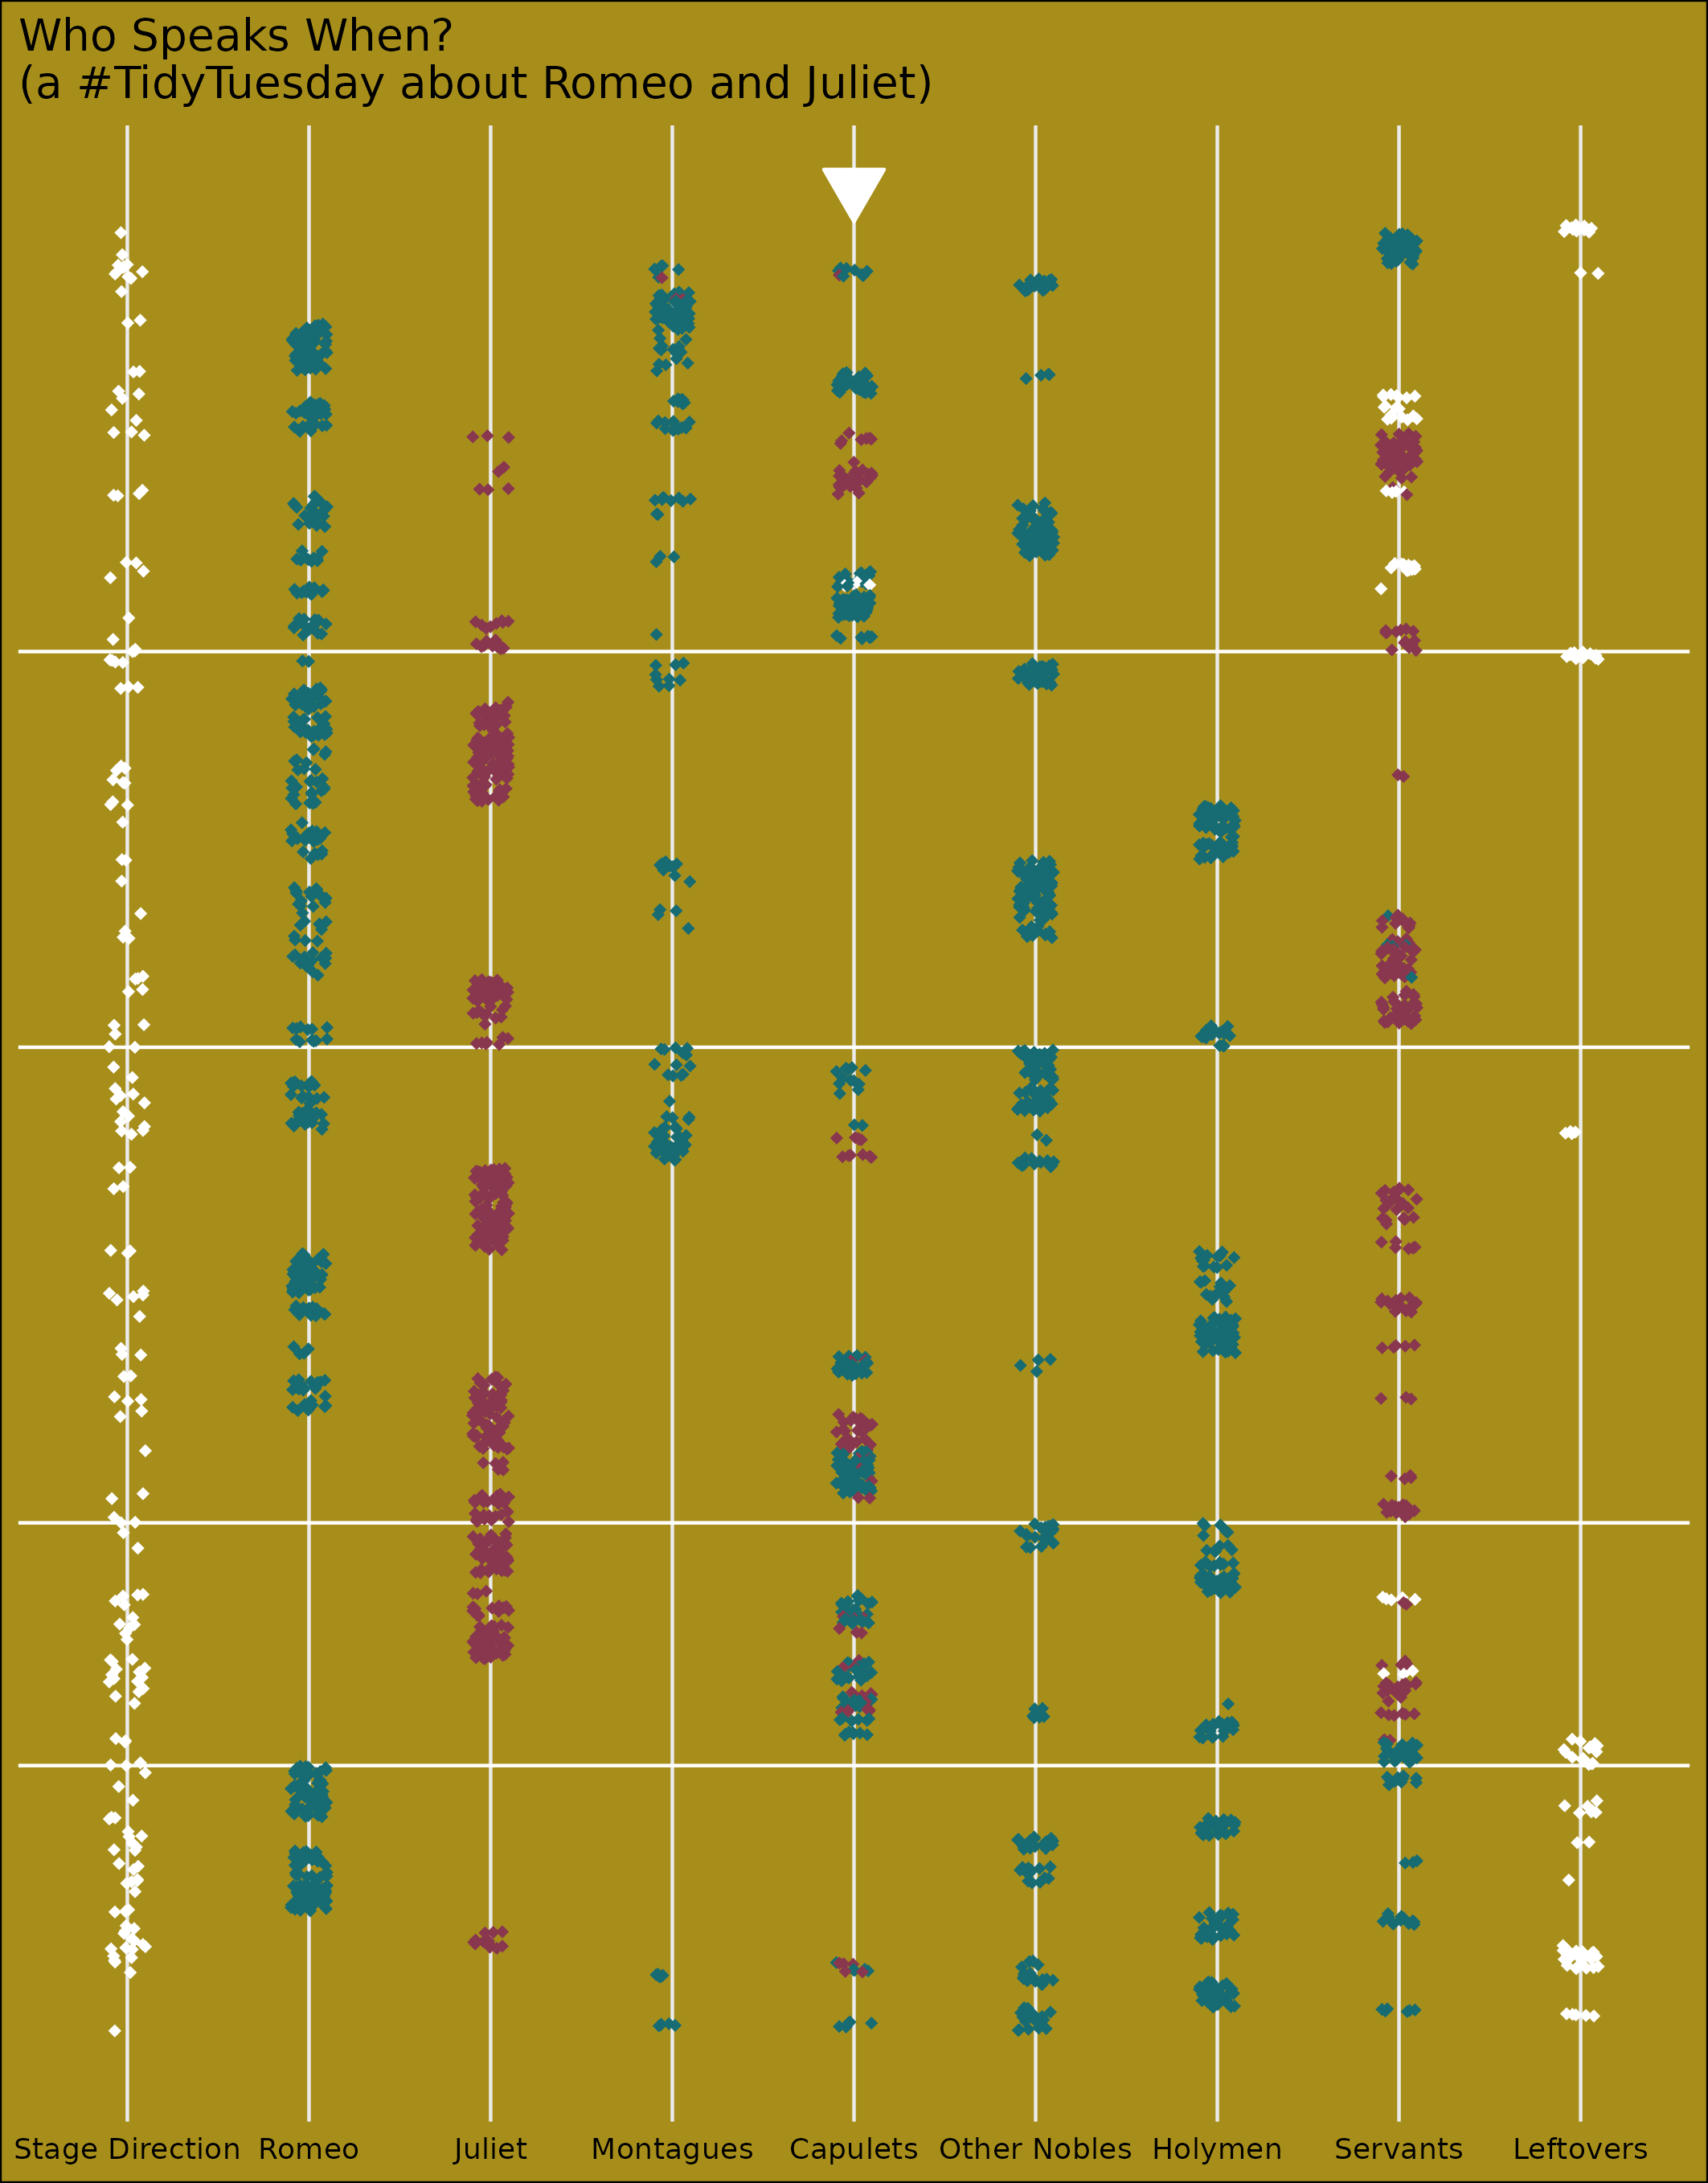 Who Speaks When?
(a #TidyTuesday about Romeo and Juliet)
Stage Direction Romeo Juliet Montagues Capulets Other Nobles Holymen Servants Leftovers